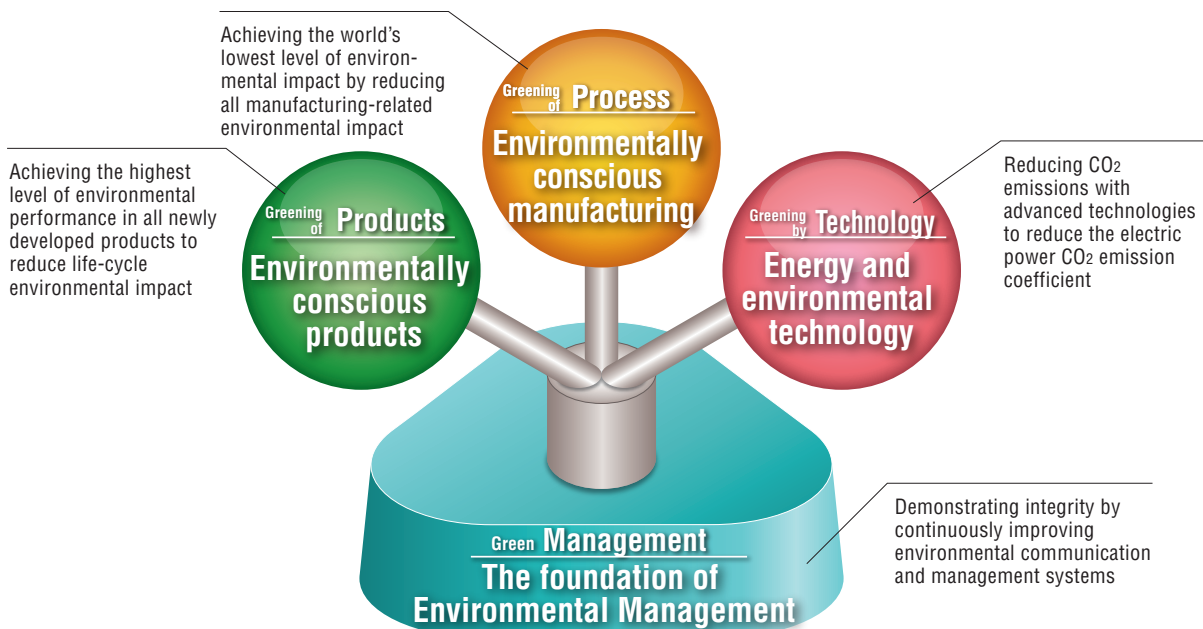 Achieving the world's
lowest level of environ-
mental impact by reducing
all manufacturing-related
environmental impact
Greening of Process
Environmentally
conscious
manufacturing
Achieving the highest
level of environmental
performance in all newly
developed products to
reduce life-cycle
environmental impact
Greening of Products
Environmentally
conscious
products
Greening by Technology
Energy and
environmental
technology
Reducing CO₂
emissions with
advanced technologies
to reduce the electric
power CO₂ emission
coefficient
Green Management
The foundation of
Environmental Management
Demonstrating integrity by
continuously improving
environmental communication
and management systems